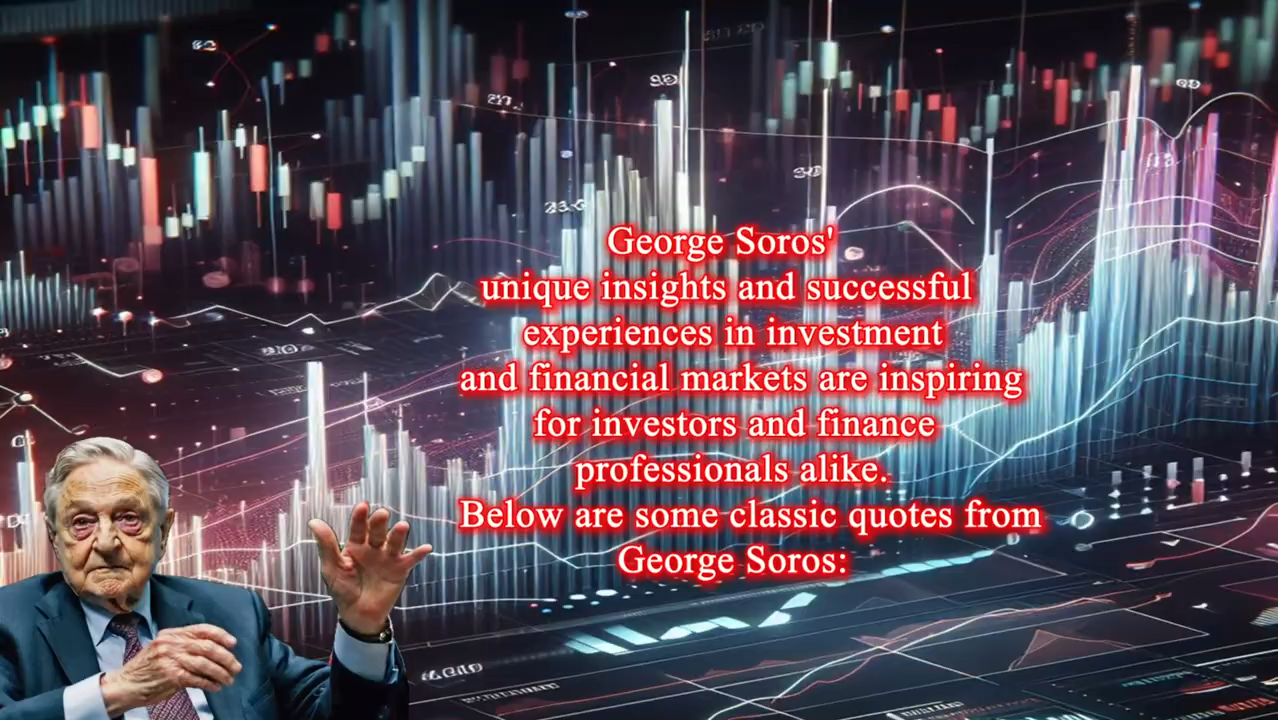 George Soros'
unique insights and successful
experiences in investment
and financial markets are inspiring
for investors and finance
professionals alike.
Below are some classic quotes from
George Soros: